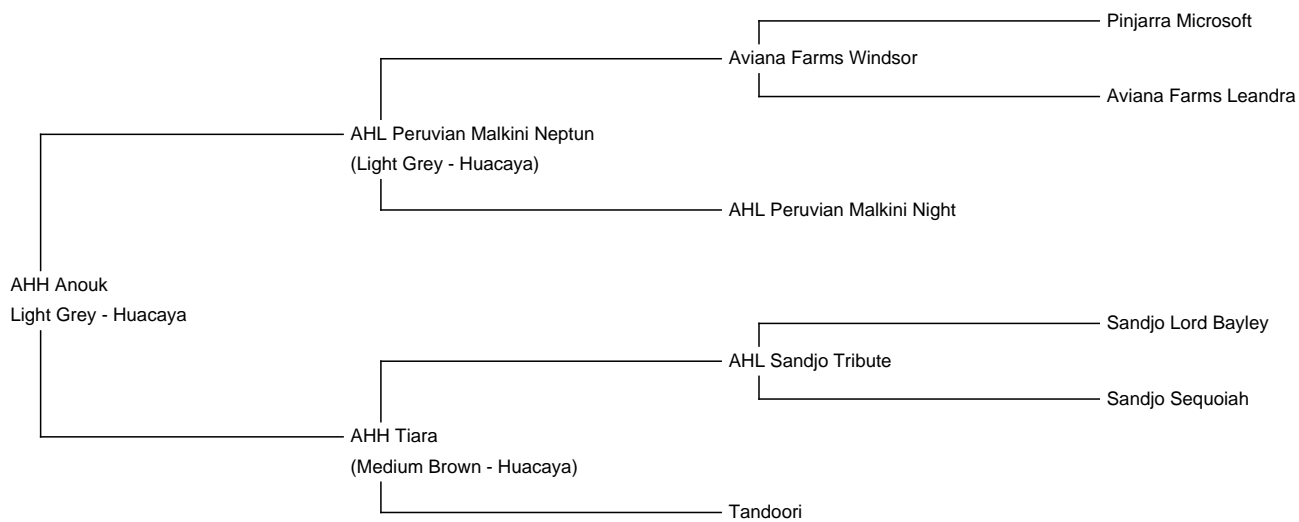 Pinjarra Microsoft
Aviana Farms Windsor
Aviana Farms Leandra
AHL Peruvian Malkini Neptun
(Light Grey - Huacaya)
AHL Peruvian Malkini Night
AHH Anouk
Light Grey - Huacaya
Sandjo Lord Bayley
AHL Sandjo Tribute
Sandjo Sequoiah
AHH Tiara
(Medium Brown - Huacaya)
Tandoori